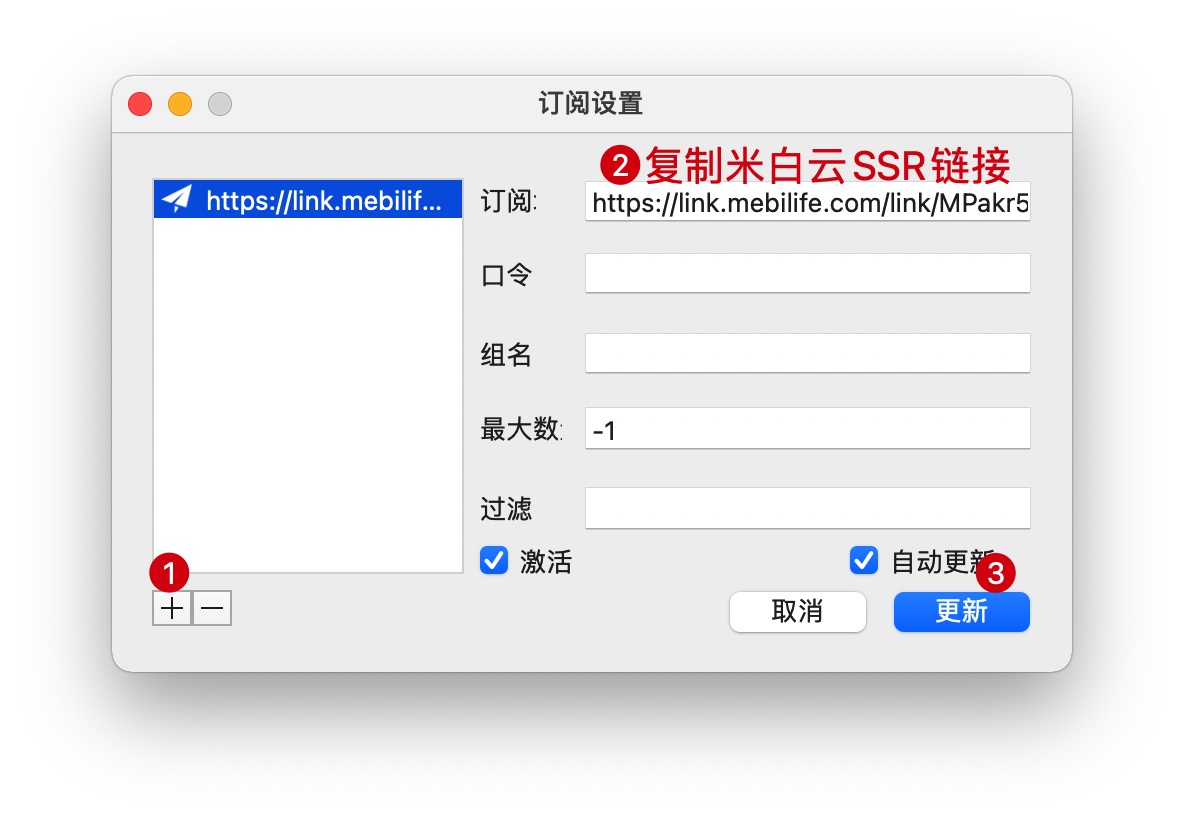 订阅设置
2 复制米白云SSR链接
https://link.mebilif...
订阅:
https://link.mebilife.com/link/MPakr5
口令
组名
最大数:
-1
过滤
激活
自动更新
1
3
取消
更新